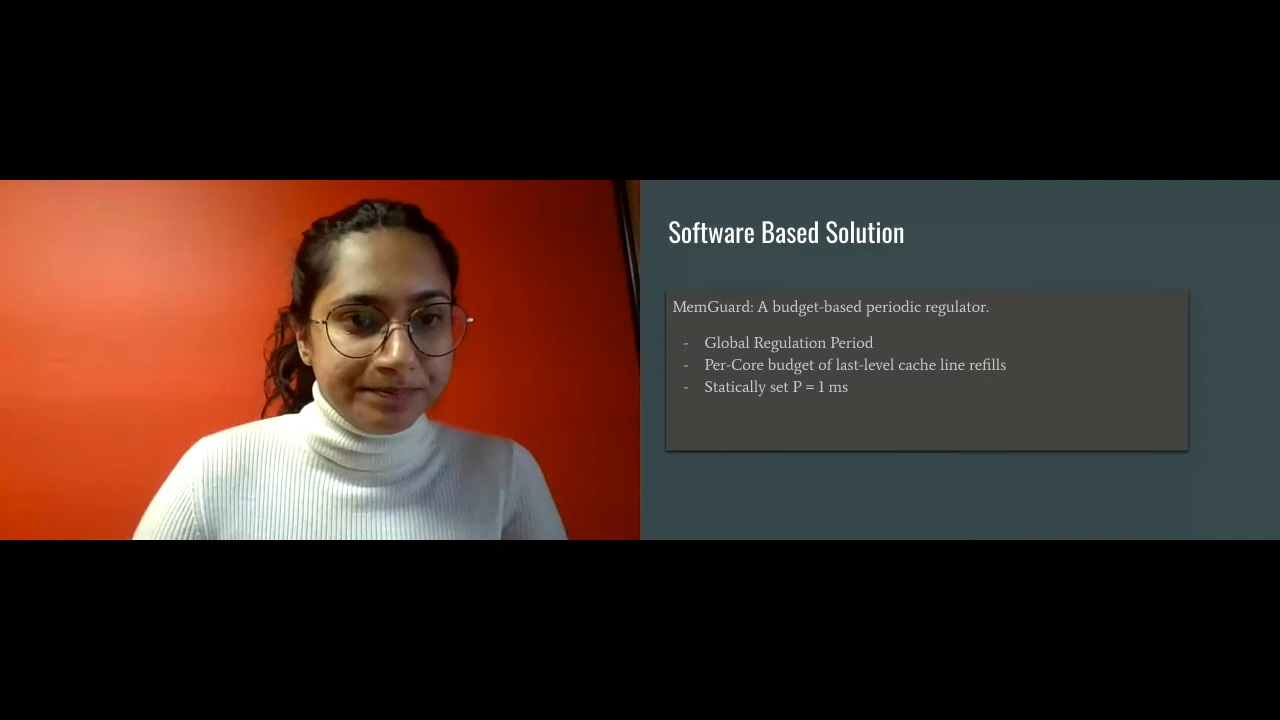 Software Based Solution
MemGuard: A budget-based periodic regulator.
- Global Regulation Period
- Per-Core budget of last-level cache line refills
- Statically set P = 1 ms